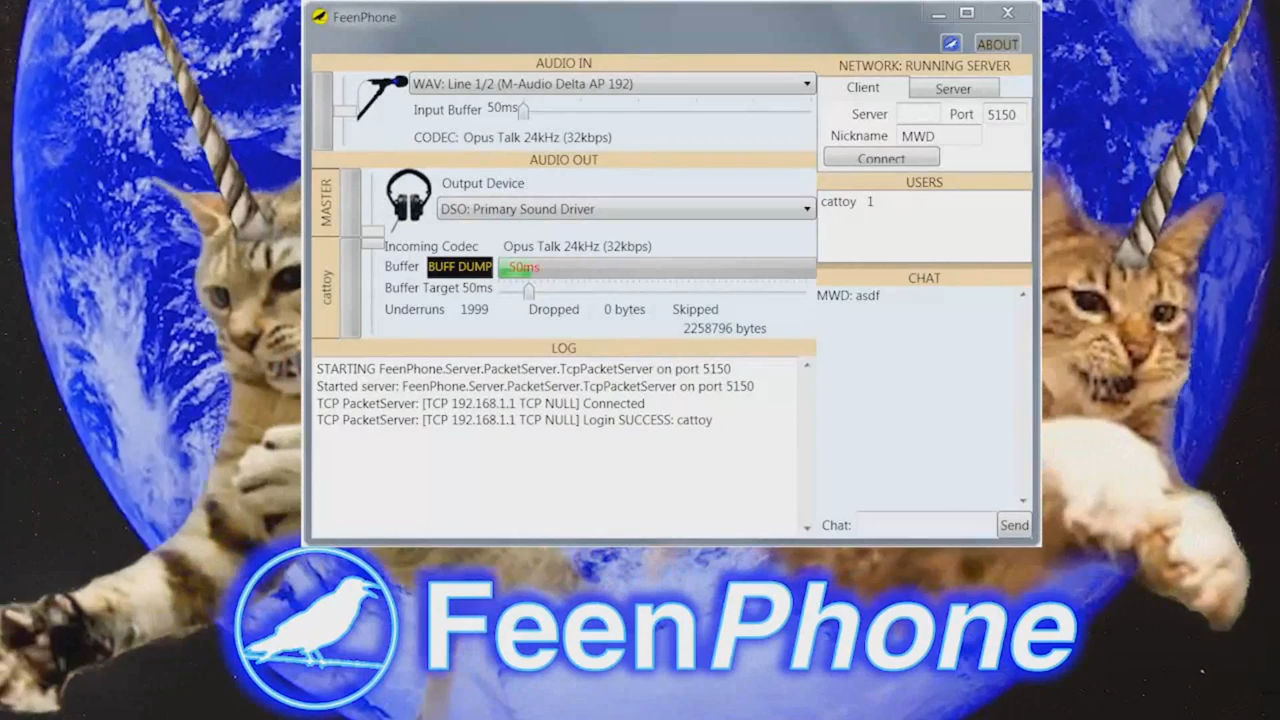 FeenPhone
ABOUT
AUDIO IN
WAV: Line 1/2 (M-Audio Delta AP 192)
Input Buffer 50ms
CODEC: Opus Talk 24kHz (32kbps)
AUDIO OUT
MASTER
Output Device
DSO: Primary Sound Driver
cattoy
Incoming Codec Opus Talk 24kHz (32kbps)
Buffer BUFF DUMP 50ms
Buffer Target 50ms
Underruns 1999 Dropped 0 bytes Skipped
2258796 bytes
LOG
STARTING FeenPhone.Server.PacketServer.TcpPacketServer on port 5150
Started server: FeenPhone.Server.PacketServer.TcpPacketServer on port 5150
TCP PacketServer: [TCP 192.168.1.1 TCP NULL] Connected
TCP PacketServer: [TCP 192.168.1.1 TCP NULL] Login SUCCESS: cattoy
NETWORK: RUNNING SERVER
Client Server
Server Port 5150
Nickname MWD
Connect
USERS
cattoy 1
CHAT
MWD: asdf
Chat: Send
FeenPhone